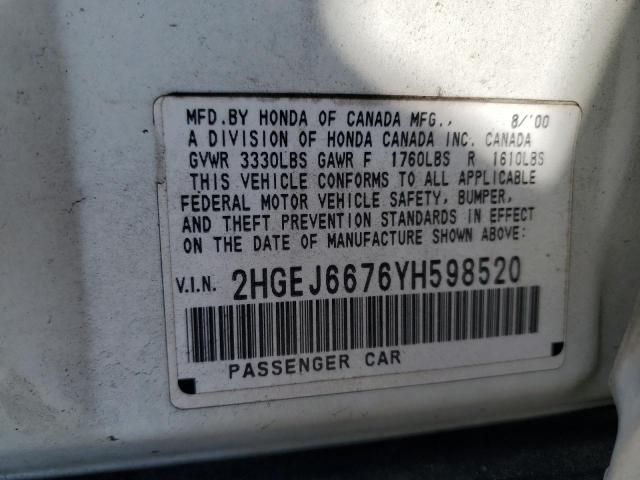 MFD.BY HONDA OF CANADA MFG., 8/'00
A DIVISION OF HONDA CANADA INC. CANADA
GVWR 3330LBS GAWR F 1760LBS R 1610LBS
THIS VEHICLE CONFORMS TO ALL APPLICABLE
FEDERAL MOTOR VEHICLE SAFETY, BUMPER,
AND THEFT PREVENTION STANDARDS IN EFFECT
ON THE DATE OF MANUFACTURE SHOWN ABOVE:
V.I.N. 2HGEJ6676YH598520
PASSENGER CAR